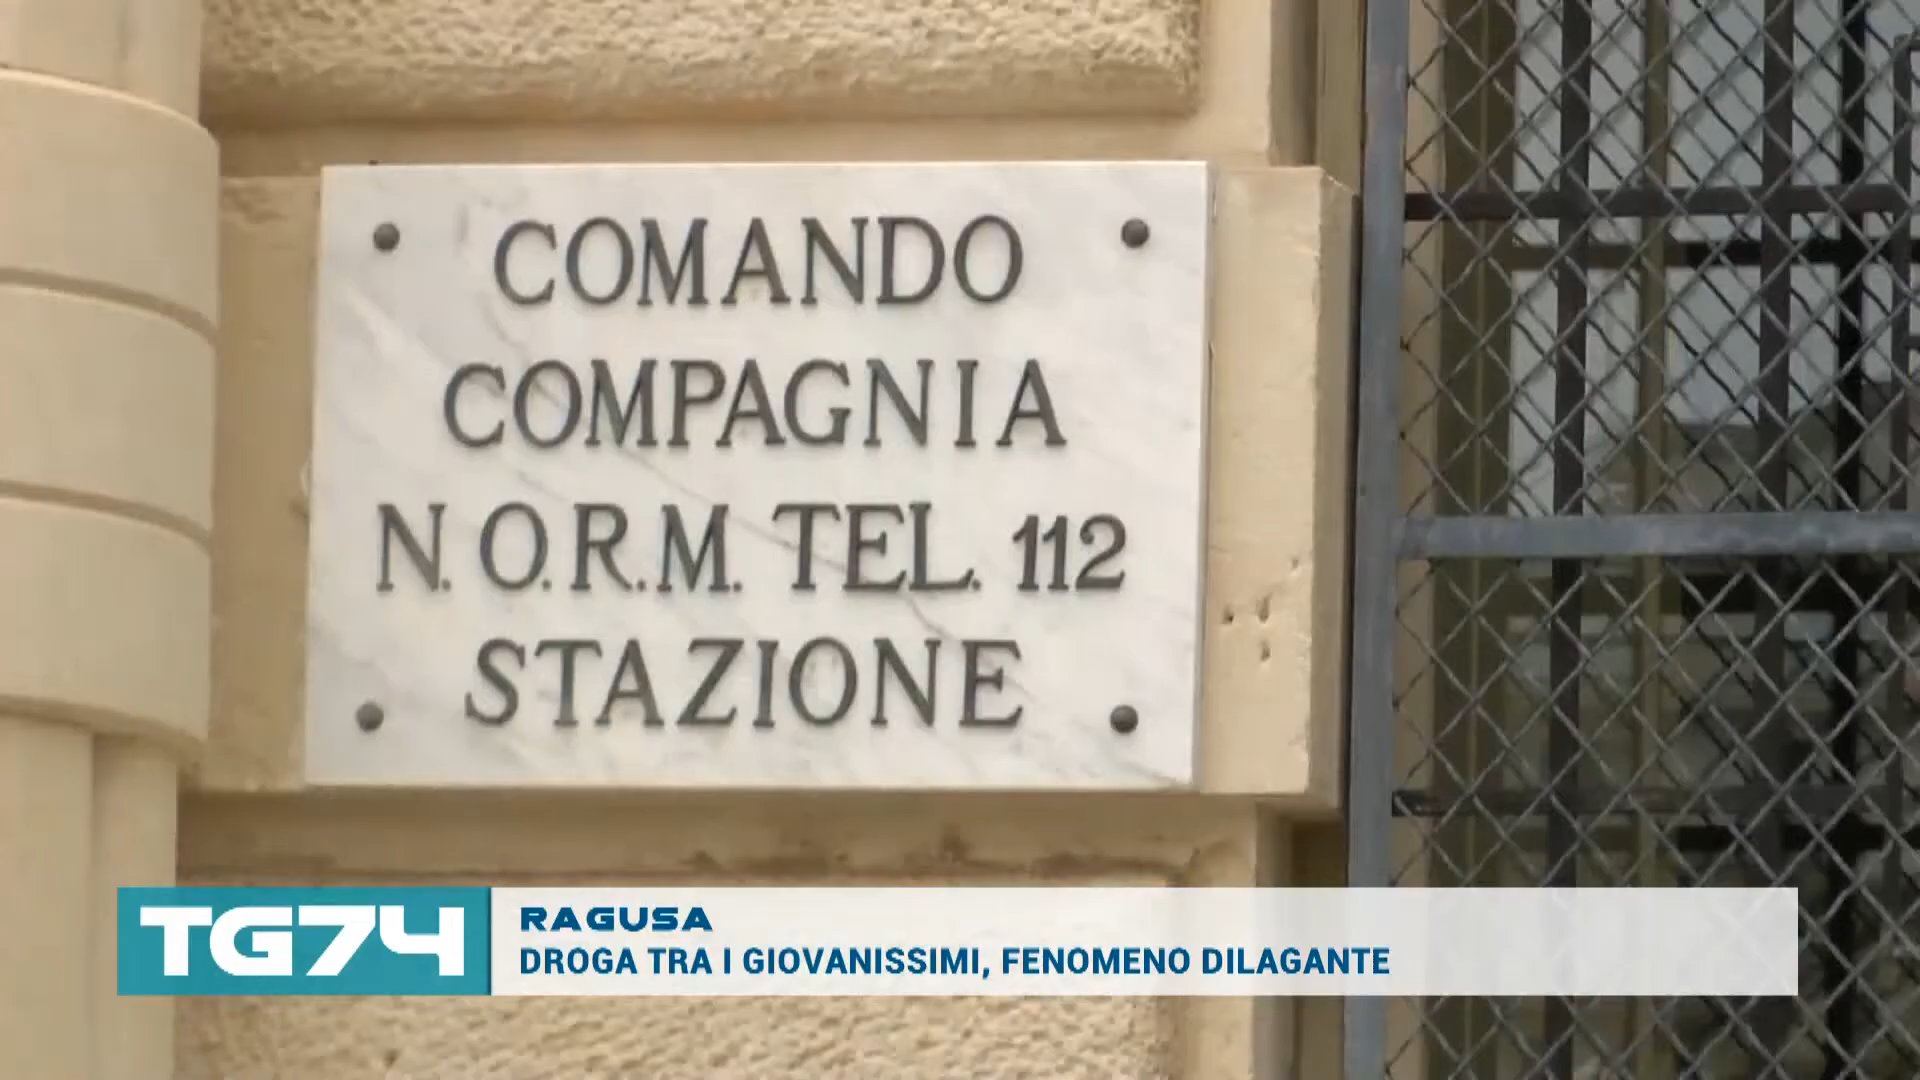 COMANDO
COMPAGNIA
N.O.R.M. TEL. 112
STAZIONE
TG74
RAGUSA
DROGA TRA I GIOVANISSIMI, FENOMENO DILAGANTE